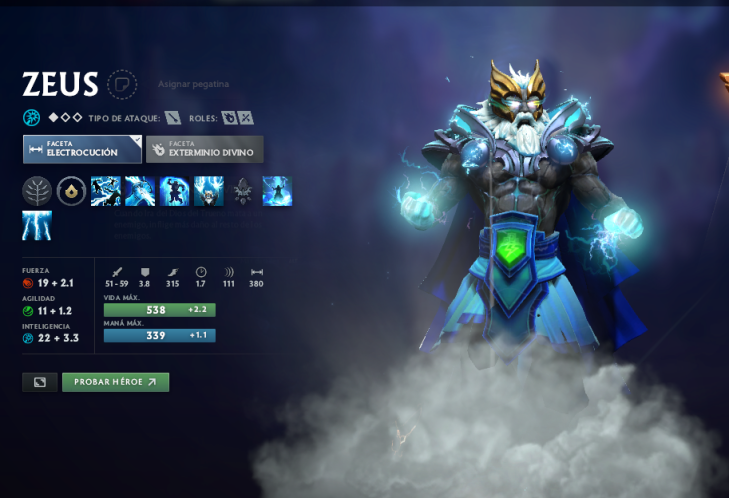 ZEUS
Asignar pegatina
TIPO DE ATAQUE: ROLES:
FACETA
ELECTROCUCIÓN
FACETA
EXTERMINIO DIVINO
FUERZA
19 + 2.1
AGILIDAD
11 + 1.2
INTELIGENCIA
22 + 3.3
51 - 59 3.8 315 1.7 111 380
VIDA MÁX.
538 +2.2
MANÁ MÁX.
339 +1.1
PROBAR HÉROE